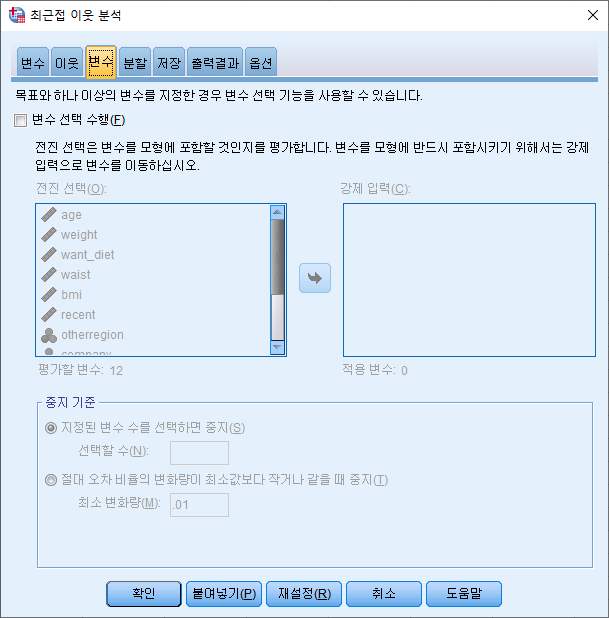 최근접 이웃 분석
변수 이웃 변수 분할 저장 출력결과 옵션
목표와 하나 이상의 변수를 지정한 경우 변수 선택 기능을 사용할 수 있습니다.
변수 선택 수행(F)
전진 선택은 변수를 모형에 포함할 것인지를 평가합니다. 변수를 모형에 반드시 포함시키기 위해서는 강제
입력으로 변수를 이동하십시오.
전진 선택(O):
강제 입력(C):
age
weight
want_diet
waist
bmi
recent
otherregion
company
평가할 변수: 12
적용 변수: 0
중지 기준
지정된 변수 수를 선택하면 중지(S)
선택할 수(N):
절대 오차 비율의 변화량이 최소값보다 작거나 같을 때 중지(T)
최소 변화량(M): .01
확인 붙여넣기(P) 재설정(R) 취소 도움말